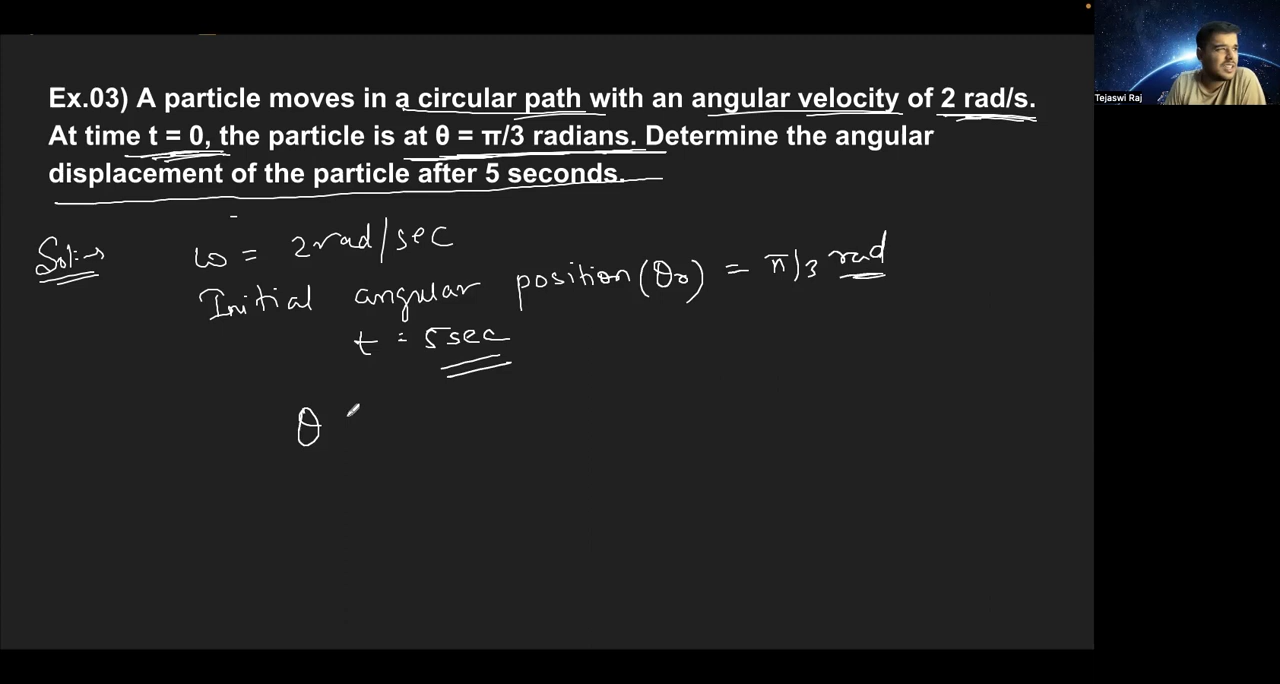 Ex.03) A particle moves in a circular path with an angular velocity of 2 rad/s.
At time t = 0, the particle is at θ = π/3 radians. Determine the angular
displacement of the particle after 5 seconds.
Sol:→
ω = 2 rad/sec
Initial angular position (θ₀) = π/3 rad
t = 5 sec
θ
Tejaswi Raj